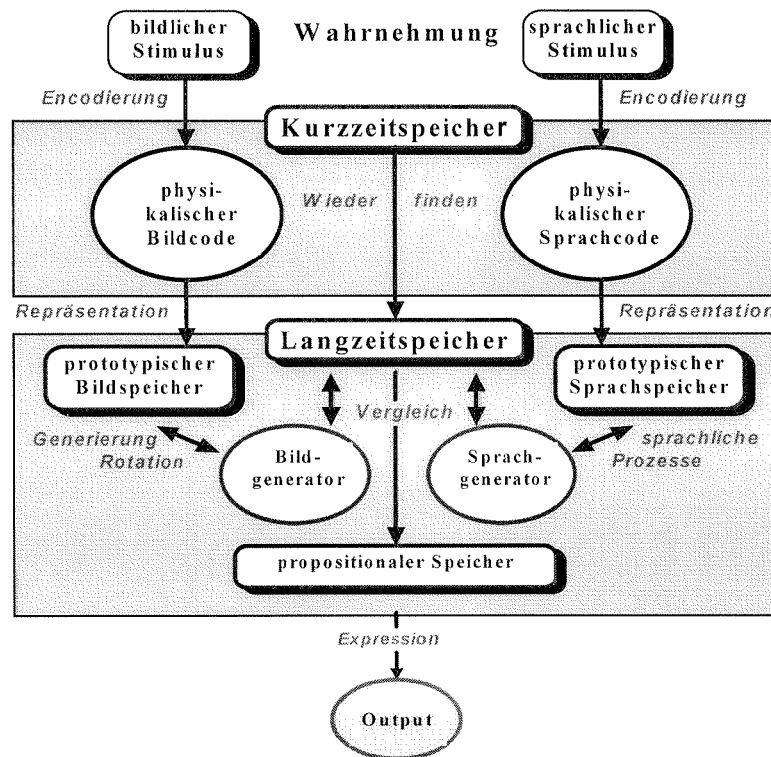 bildlicher
Stimulus
Wahrnehmung
sprachlicher
Stimulus
Encodierung
Encodierung
Kurzzeitspeicher
physi-
kalischer
Bildcode
Wieder
finden
physi-
kalischer
Sprachcode
Repräsentation
Repräsentation
Langzeitspeicher
prototypischer
Bildspeicher
prototypischer
Sprachspeicher
Vergleich
Generierung
Rotation
Bild-
generator
Sprach-
generator
sprachliche
Prozesse
propositionaler Speicher
Expression
Output